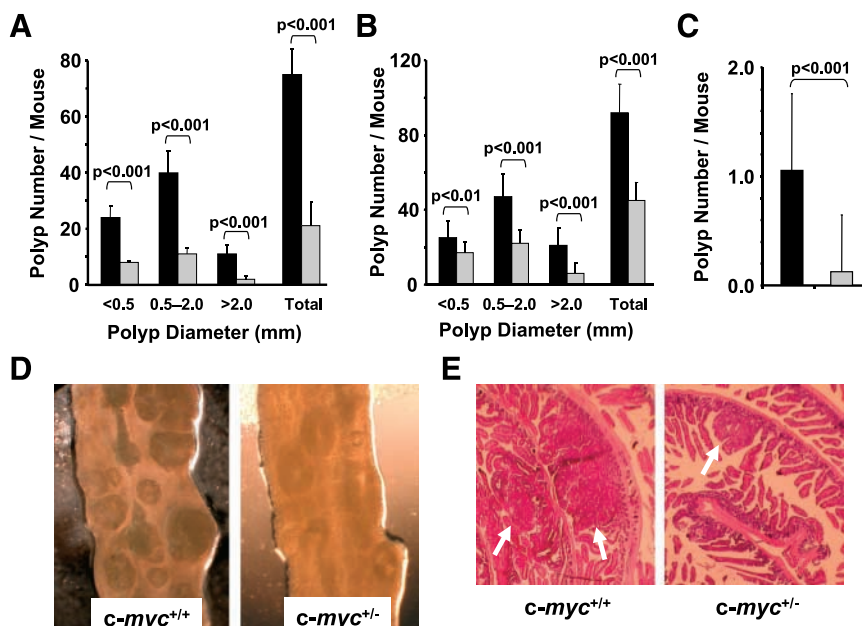 A
Polyp Number / Mouse
80
60
40
20
0
p<0.001
p<0.001
p<0.001
p<0.001
<0.5
0.5–2.0
>2.0
Total
Polyp Diameter (mm)
B
Polyp Number / Mouse
120
80
40
0
p<0.01
p<0.001
p<0.001
p<0.001
<0.5
0.5–2.0
>2.0
Total
Polyp Diameter (mm)
C
Polyp Number / Mouse
2.0
1.0
0.0
p<0.001
D
c-myc+/+
c-myc+/-
E
c-myc+/+
c-myc+/-